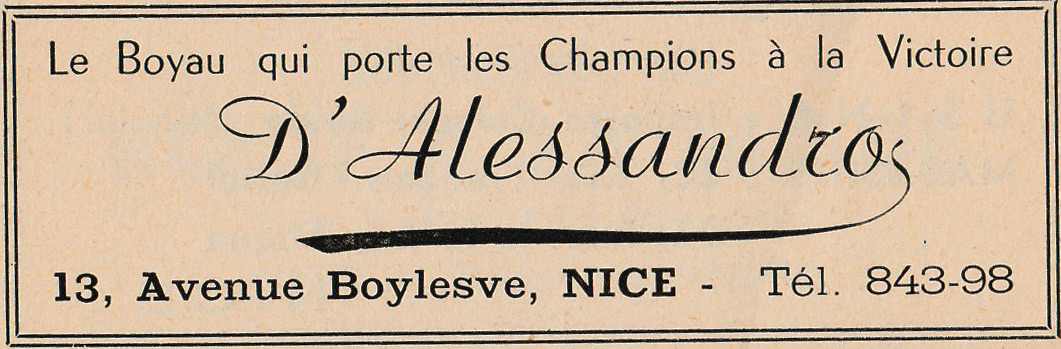 Le Boyau qui porte les Champions à la Victoire
D'Alessandro
13, Avenue Boylesve, NICE - Tél. 843-98